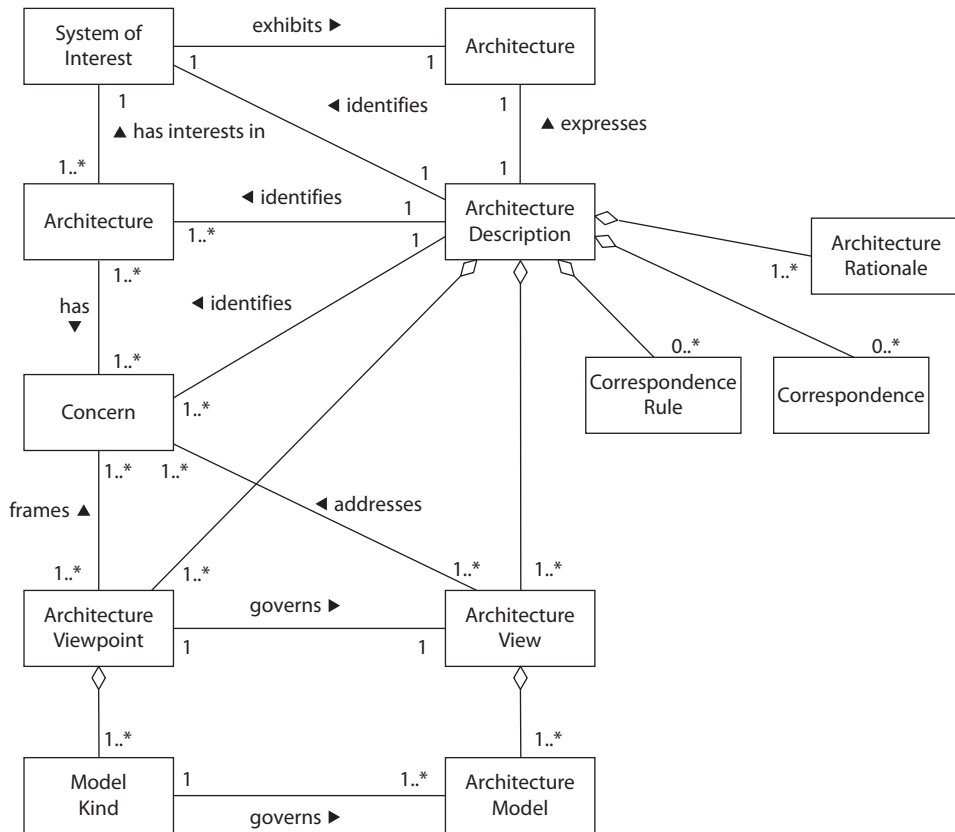 System of
Interest
exhibits ►
Architecture
1
1
1
1
◄ identifies
▲ has interests in
▲ expresses
1..*
1
1
Architecture
◄ identifies
1
1..*
Architecture
Description
1
Architecture
Rationale
1..*
1..*
has
▼
◄ identifies
1..*
0..*
0..*
Concern
1..*
Correspondence
Rule
Correspondence
1..*
1..*
frames ▲
◄ addresses
1..*
1..*
1..*
1..*
Architecture
Viewpoint
governs ►
1
1
Architecture
View
1..*
1..*
Model
Kind
1
1..*
governs ►
Architecture
Model